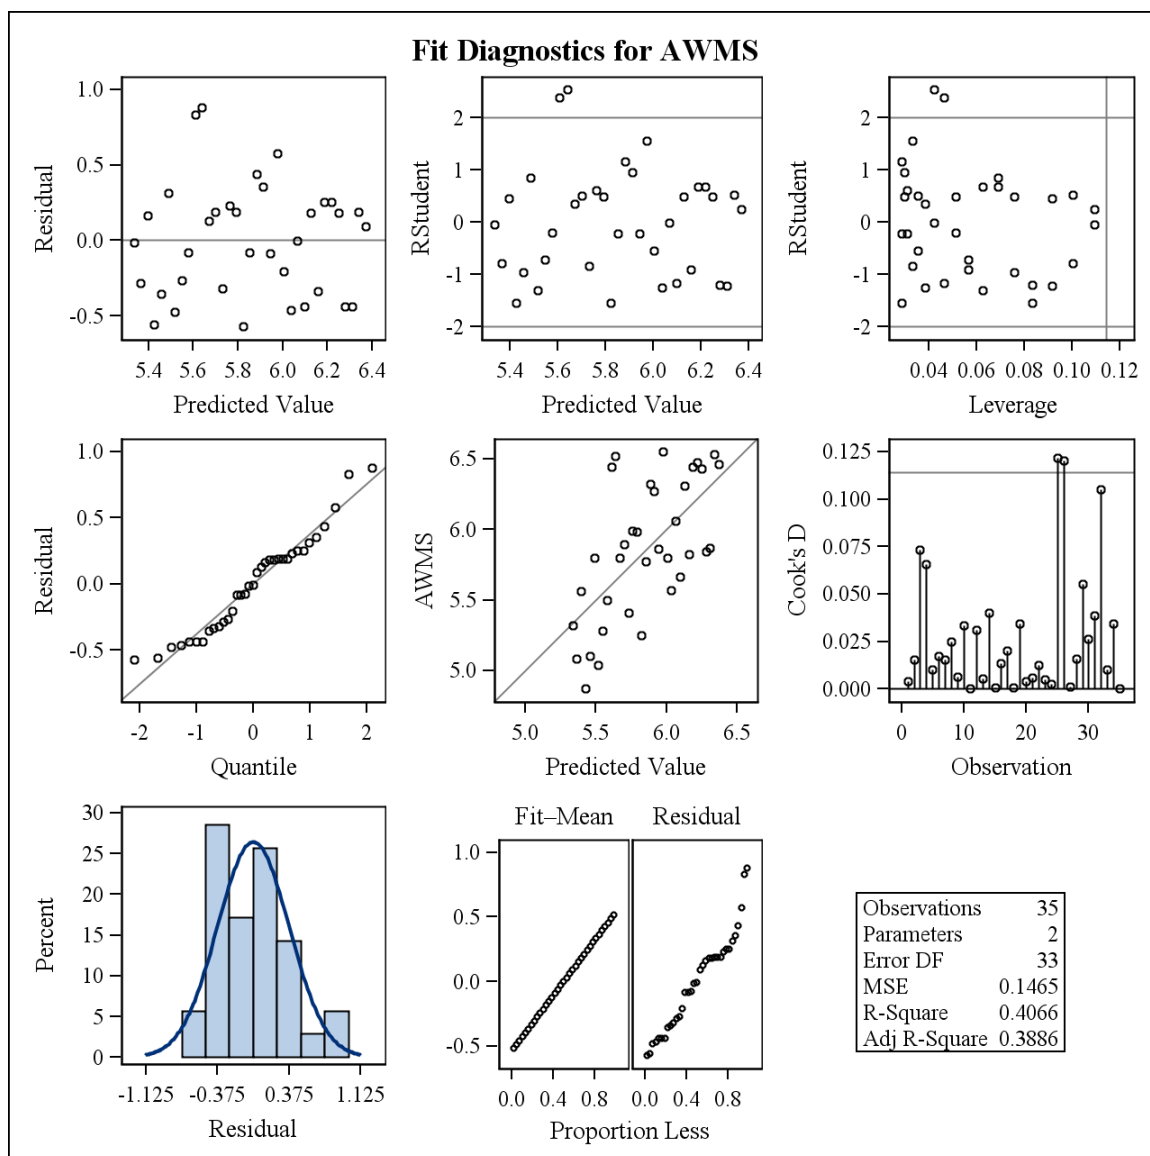 Fit Diagnostics for AWMS
1.0
0.5
0.0
-0.5
Residual
5.4 5.6 5.8 6.0 6.2 6.4
Predicted Value
2
1
0
-1
-2
RStudent
5.4 5.6 5.8 6.0 6.2 6.4
Predicted Value
2
1
0
-1
-2
RStudent
0.04 0.06 0.08 0.10 0.12
Leverage
1.0
0.5
0.0
-0.5
Residual
-2 -1 0 1 2
Quantile
6.5
6.0
5.5
5.0
AWMS
5.0 5.5 6.0 6.5
Predicted Value
0.125
0.100
0.075
0.050
0.025
0.000
Cook's D
0 10 20 30
Observation
30
25
20
15
10
5
0
Percent
-1.125 -0.375 0.375 1.125
Residual
Fit–Mean Residual
1.0
0.5
0.0
-0.5
0.0 0.4 0.8 0.0 0.4 0.8
Proportion Less
Observations 35
Parameters 2
Error DF 33
MSE 0.1465
R-Square 0.4066
Adj R-Square 0.3886